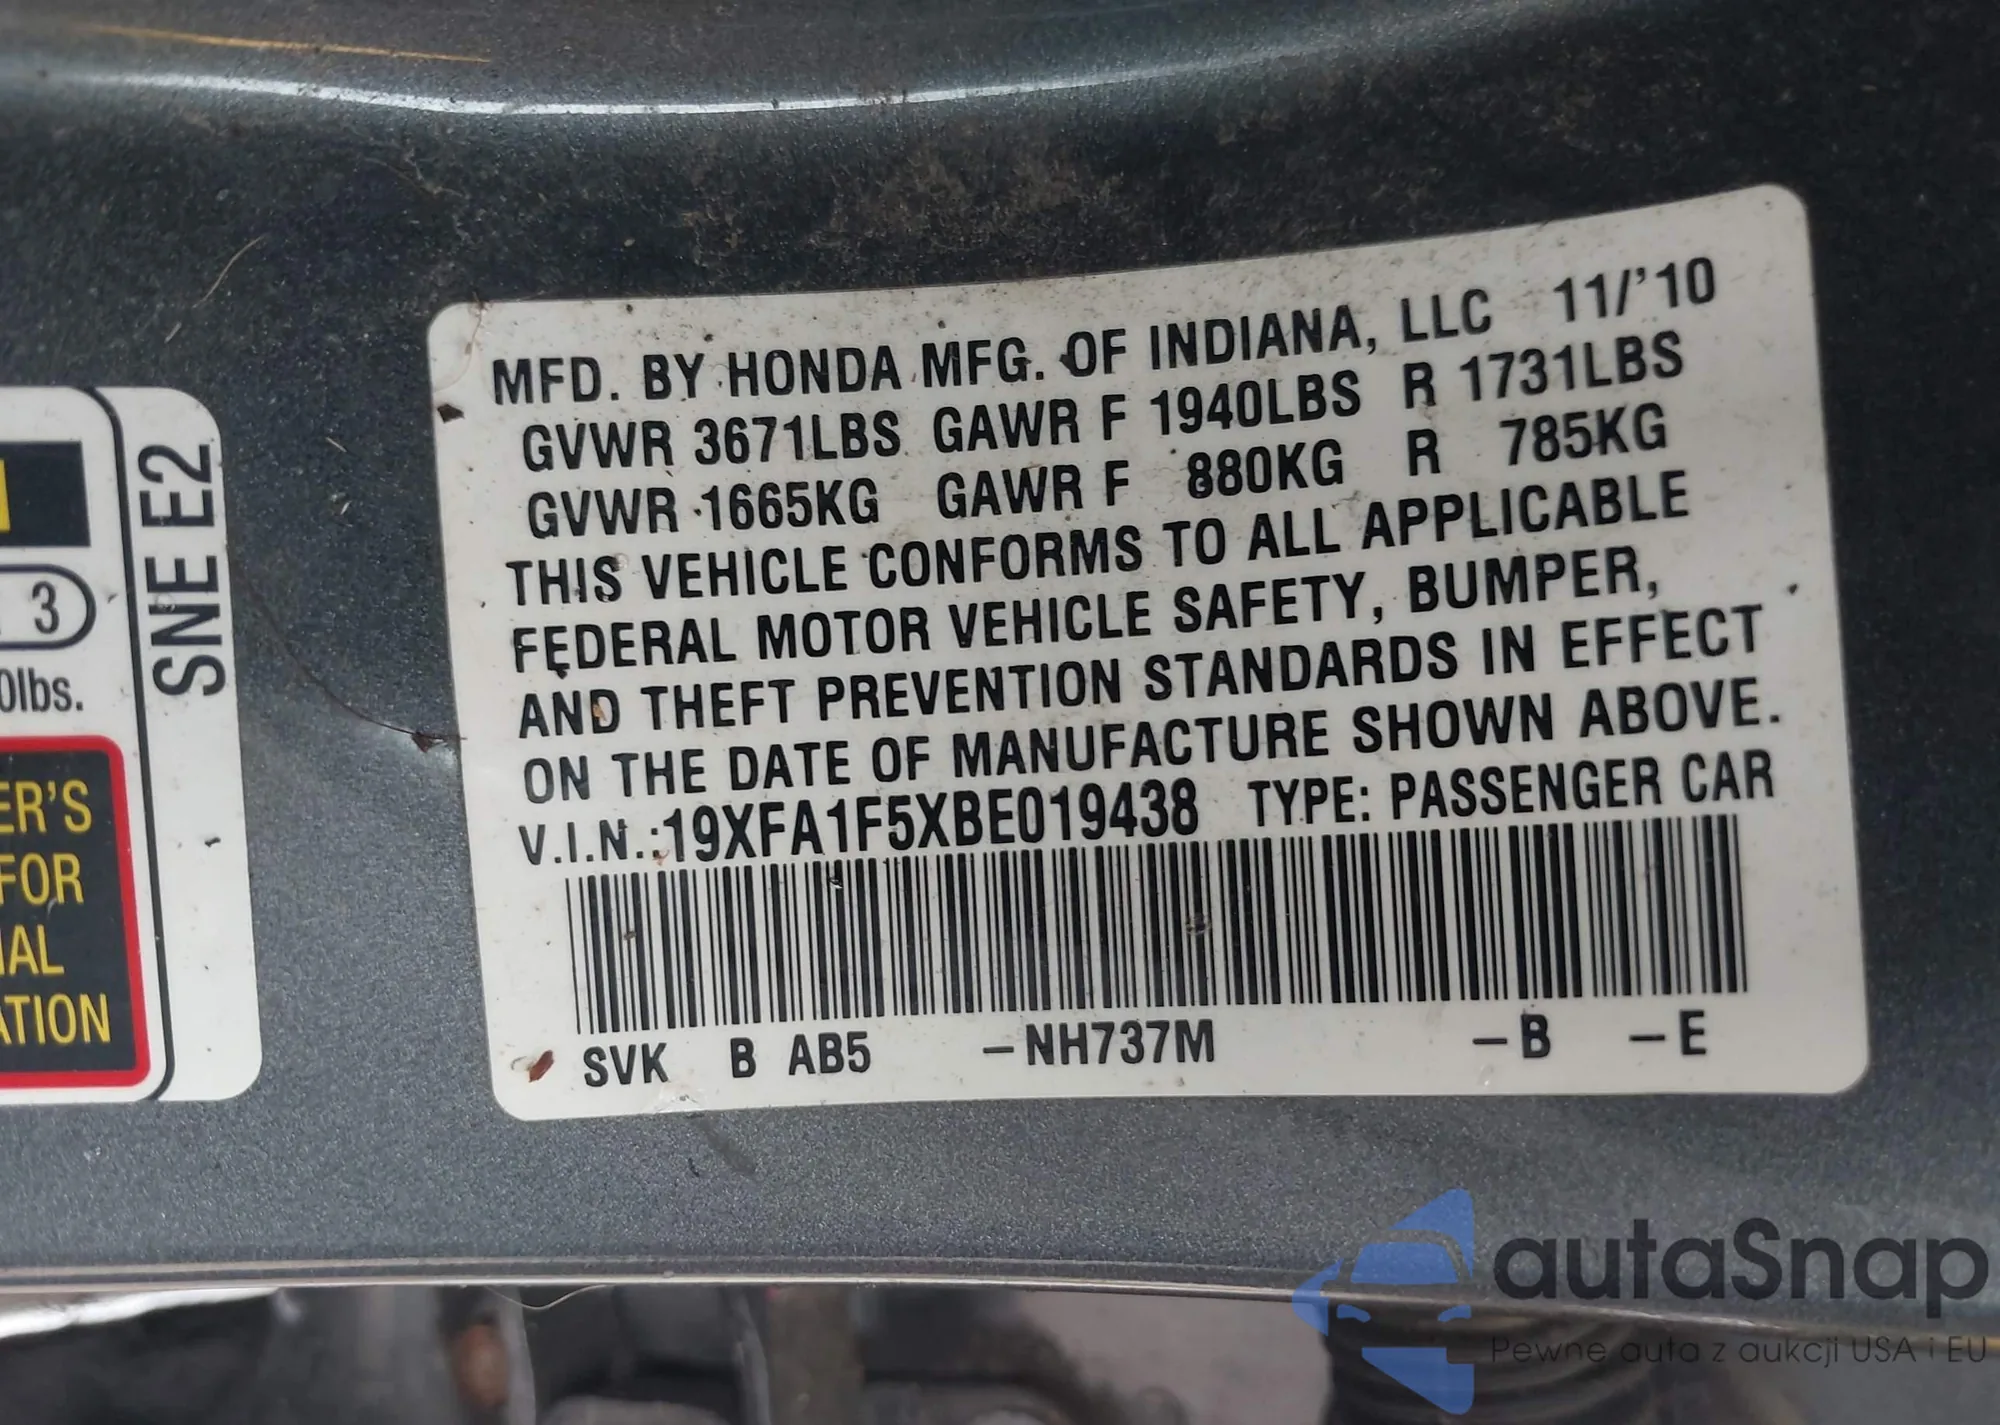 MFD. BY HONDA MFG. OF INDIANA, LLC 11/'10
GVWR 3671LBS GAWR F 1940LBS R 1731LBS
GVWR 1665KG GAWR F 880KG R 785KG
THIS VEHICLE CONFORMS TO ALL APPLICABLE
FEDERAL MOTOR VEHICLE SAFETY, BUMPER,
AND THEFT PREVENTION STANDARDS IN EFFECT
ON THE DATE OF MANUFACTURE SHOWN ABOVE.
V.I.N.:19XFA1F5XBE019438 TYPE: PASSENGER CAR
SVK B AB5 -NH737M -B -E
SNE E2
3
0lbs.
ER'S
FOR
IAL
ATION
autaSnap
Pewne auta z aukcji USA i EU